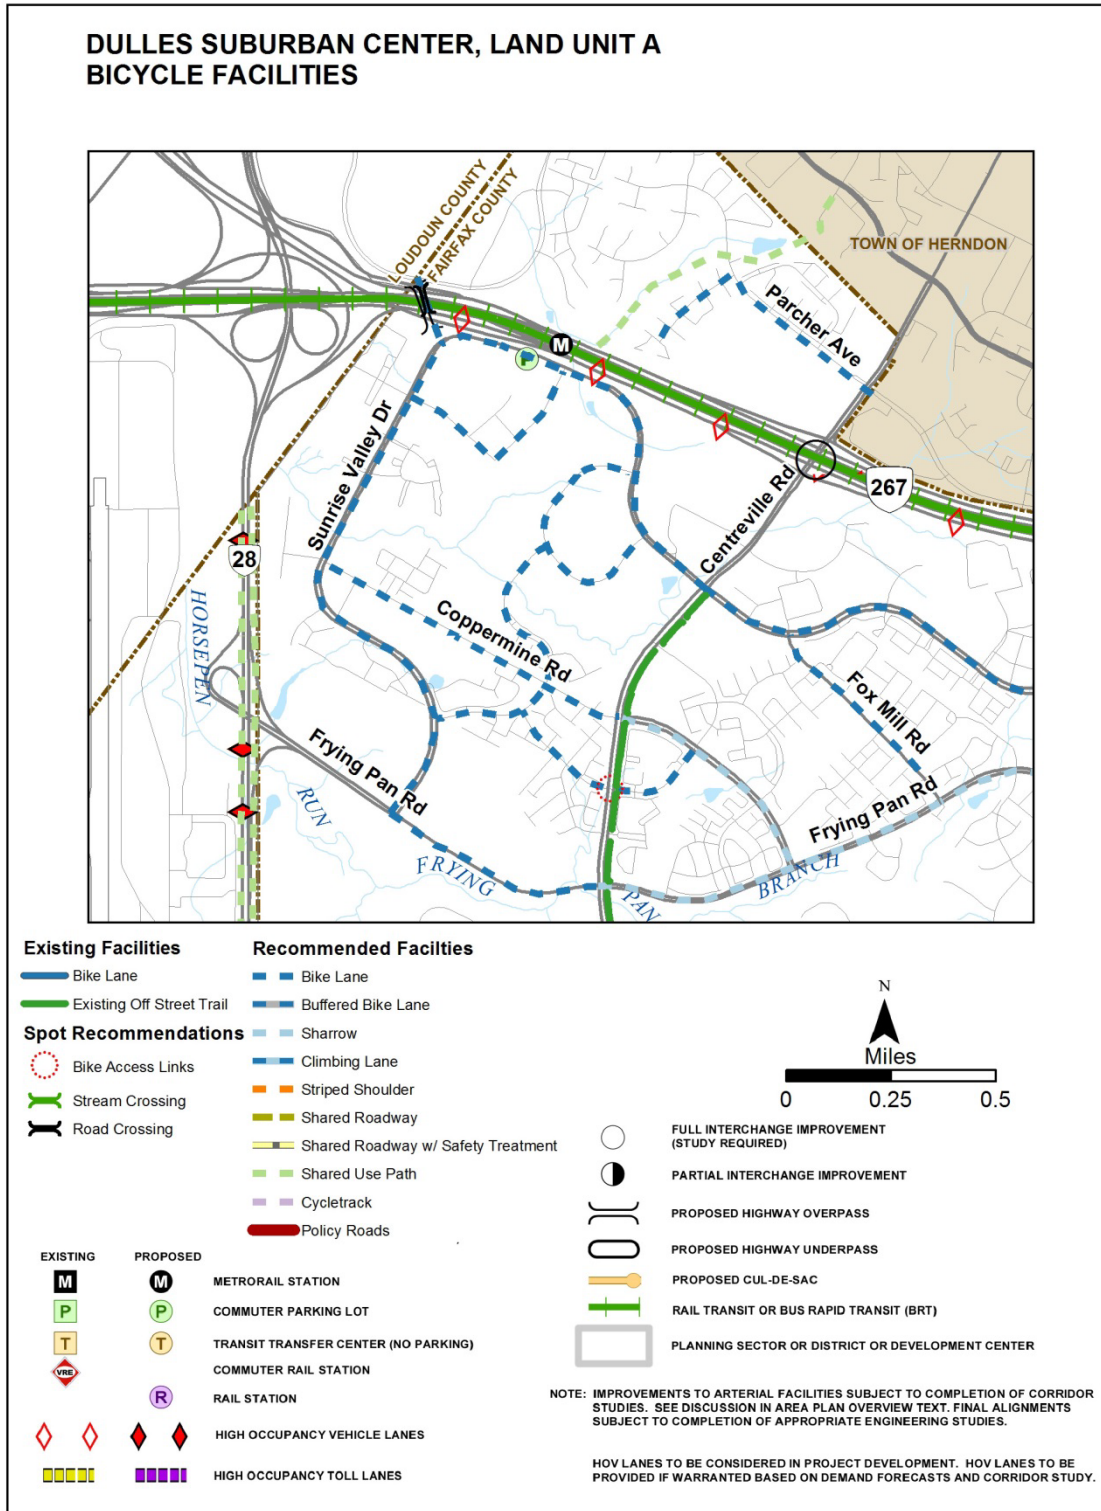 DULLES SUBURBAN CENTER, LAND UNIT A
BICYCLE FACILITIES
LOUDOUN COUNTY
FAIRFAX COUNTY
TOWN OF HERNDON
Parcher Ave
M
P
267
Centreville Rd
Sunrise Valley Dr
28
HORSEPEN
RUN
Coppermine Rd
Fox Mill Rd
Frying Pan Rd
Frying Pan Rd
FRYING
PAN
BRANCH
Existing Facilities
Bike Lane
Existing Off Street Trail
Spot Recommendations
Bike Access Links
Stream Crossing
Road Crossing
Recommended Facilties
Bike Lane
Buffered Bike Lane
Sharrow
Climbing Lane
Striped Shoulder
Shared Roadway
Shared Roadway w/ Safety Treatment
Shared Use Path
Cycletrack
Policy Roads
N
Miles
0 0.25 0.5
FULL INTERCHANGE IMPROVEMENT
(STUDY REQUIRED)
PARTIAL INTERCHANGE IMPROVEMENT
PROPOSED HIGHWAY OVERPASS
PROPOSED HIGHWAY UNDERPASS
PROPOSED CUL-DE-SAC
RAIL TRANSIT OR BUS RAPID TRANSIT (BRT)
PLANNING SECTOR OR DISTRICT OR DEVELOPMENT CENTER
EXISTING PROPOSED
M M METRORAIL STATION
P P COMMUTER PARKING LOT
T T TRANSIT TRANSFER CENTER (NO PARKING)
VRE COMMUTER RAIL STATION
R RAIL STATION
HIGH OCCUPANCY VEHICLE LANES
HIGH OCCUPANCY TOLL LANES
NOTE: IMPROVEMENTS TO ARTERIAL FACILITIES SUBJECT TO COMPLETION OF CORRIDOR
STUDIES. SEE DISCUSSION IN AREA PLAN OVERVIEW TEXT. FINAL ALIGNMENTS
SUBJECT TO COMPLETION OF APPROPRIATE ENGINEERING STUDIES.
HOV LANES TO BE CONSIDERED IN PROJECT DEVELOPMENT. HOV LANES TO BE
PROVIDED IF WARRANTED BASED ON DEMAND FORECASTS AND CORRIDOR STUDY.